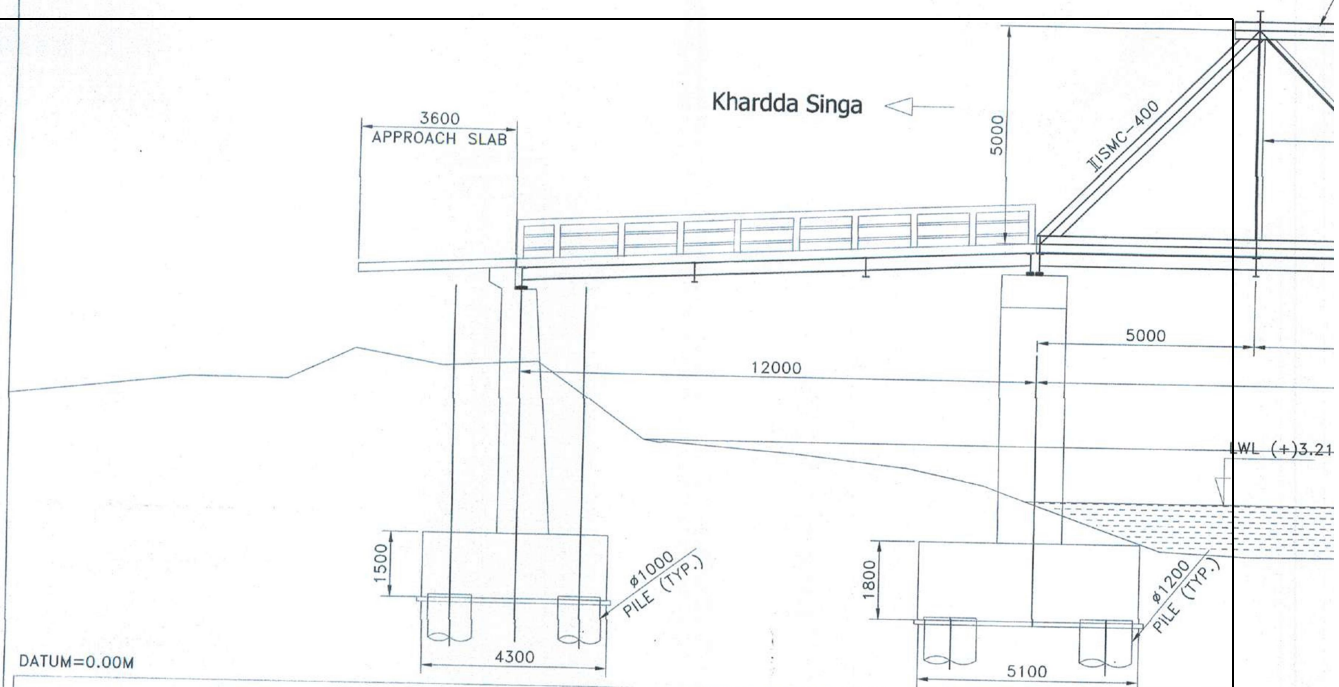 Khardda Singa
3600
APPROACH SLAB
5000
][ISMC-400
5000
12000
LWL (+)3.21
1500
ø1000
PILE (TYP.)
1800
ø1200
PILE (TYP.)
4300
5100
DATUM=0.00M